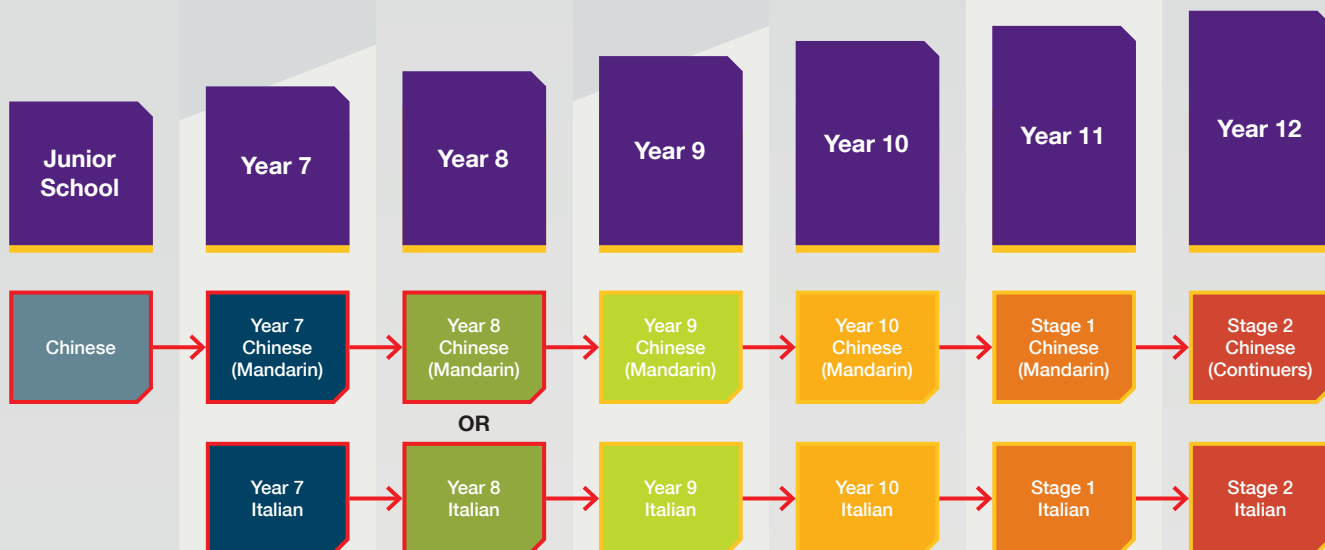 Junior
School
Year 7
Year 8
Year 9
Year 10
Year 11
Year 12
Chinese
Year 7
Chinese
(Mandarin)
Year 8
Chinese
(Mandarin)
Year 9
Chinese
(Mandarin)
Year 10
Chinese
(Mandarin)
Stage 1
Chinese
(Mandarin)
Stage 2
Chinese
(Continuers)
OR
Year 7
Italian
Year 8
Italian
Year 9
Italian
Year 10
Italian
Stage 1
Italian
Stage 2
Italian